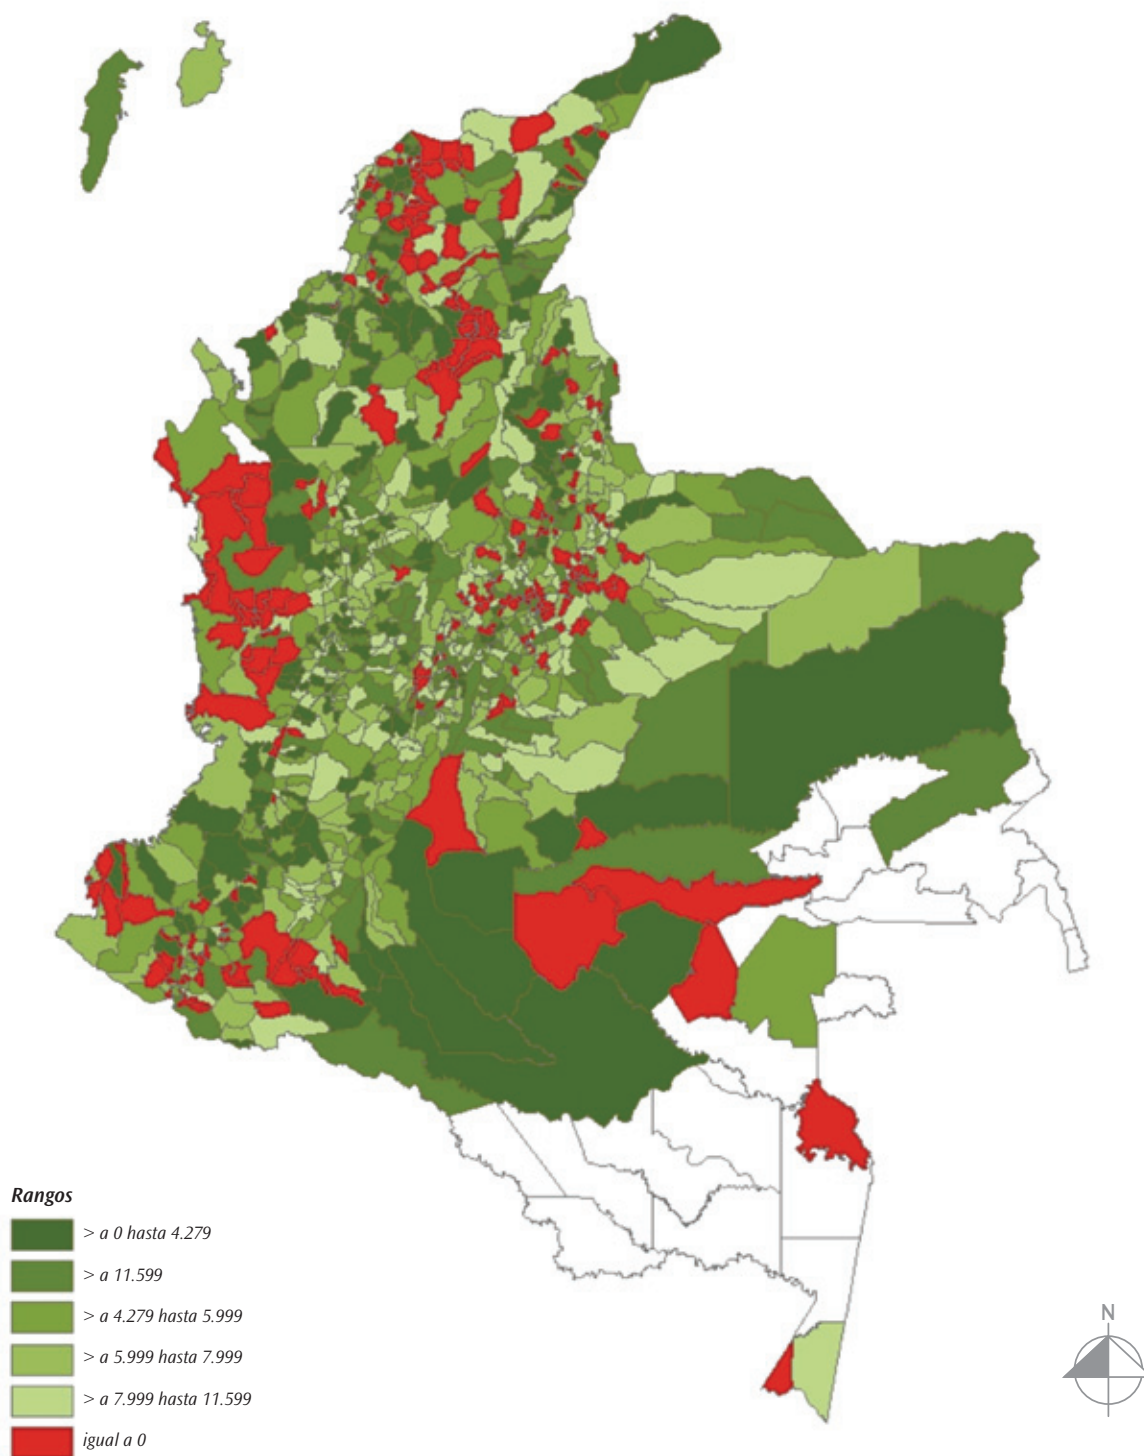 Rangos
> a 0 hasta 4.279
> a 11.599
> a 4.279 hasta 5.999
> a 5.999 hasta 7.999
> a 7.999 hasta 11.599
igual a 0
N